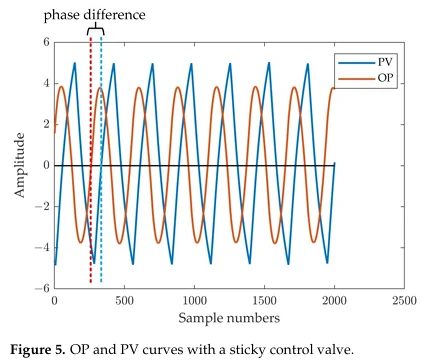 phase difference
6
4
2
0
−2
−4
−6
Amplitude
PV
OP
0 500 1000 1500 2000 2500
Sample numbers
Figure 5. OP and PV curves with a sticky control valve.